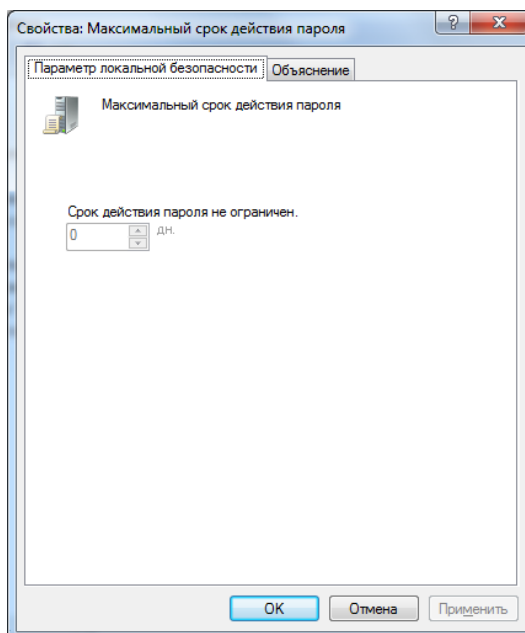 Свойства: Максимальный срок действия пароля
Параметр локальной безопасности
Объяснение
Максимальный срок действия пароля
Срок действия пароля не ограничен.
0 дн.
ОК Отмена Применить